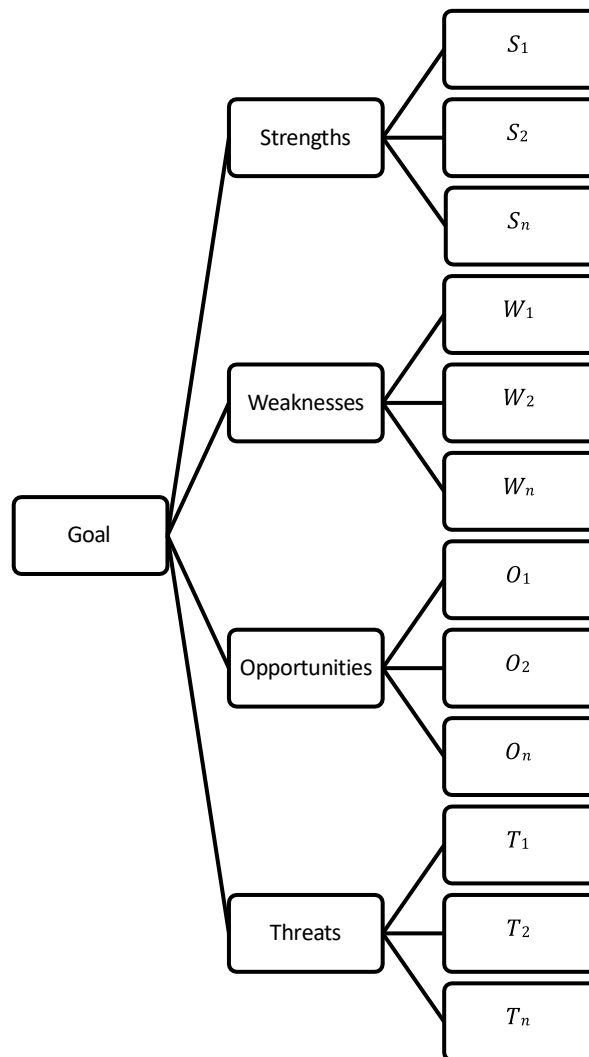 Goal
Strengths
S1
S2
Sn
Weaknesses
W1
W2
Wn
Opportunities
O1
O2
On
Threats
T1
T2
Tn